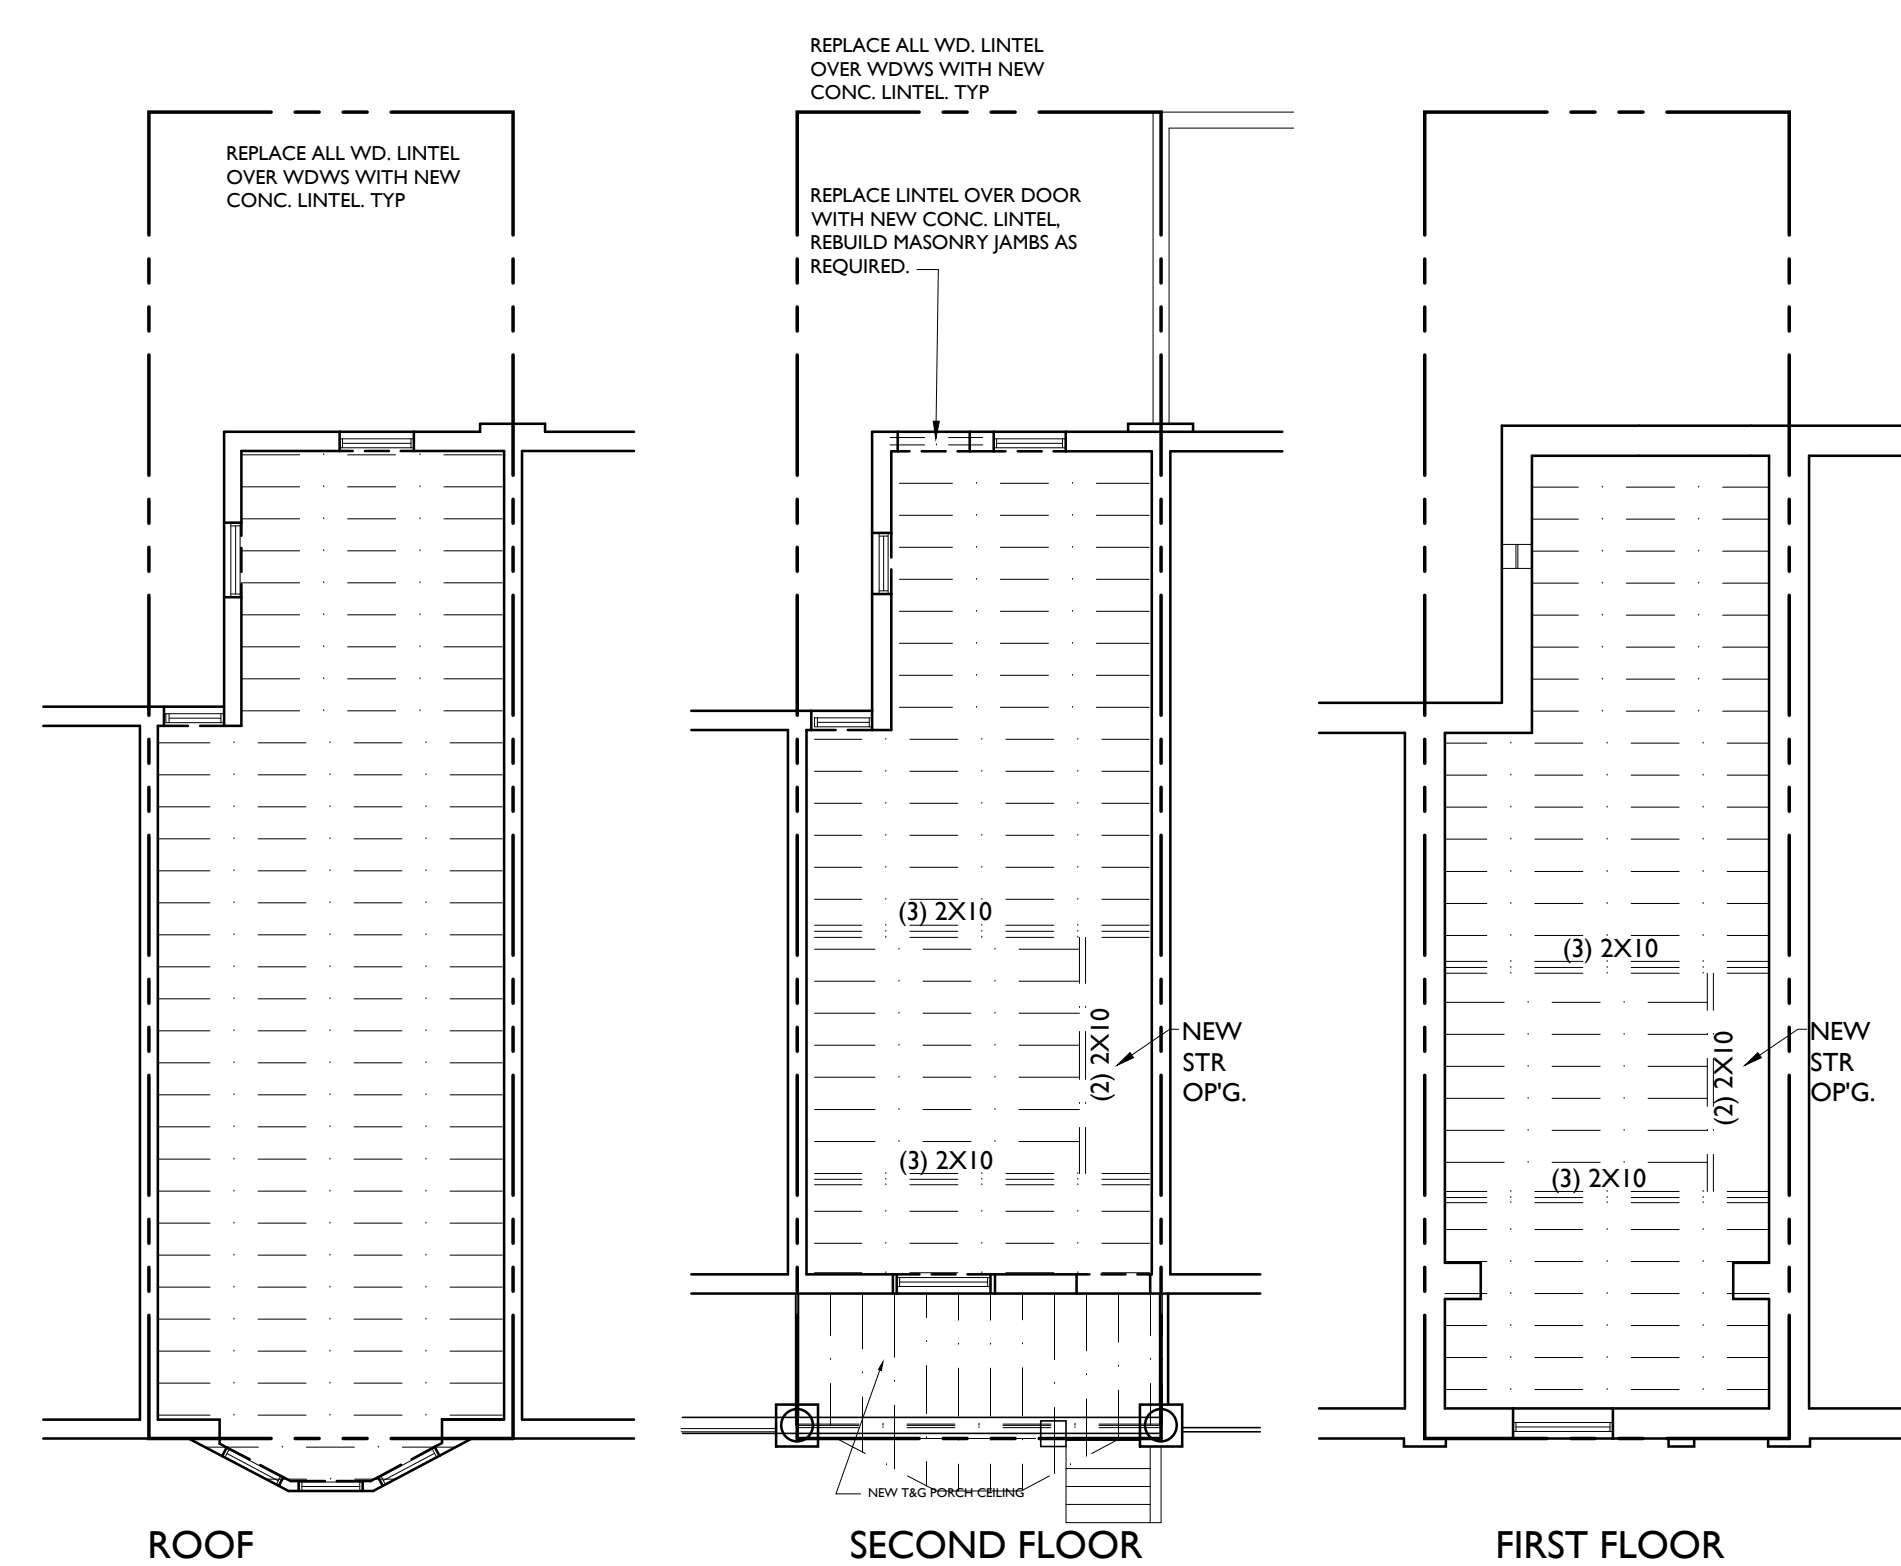 REPLACE ALL WD. LINTEL
OVER WDWS WITH NEW
CONC. LINTEL. TYP
REPLACE ALL WD. LINTEL
OVER WDWS WITH NEW
CONC. LINTEL. TYP
REPLACE LINTEL OVER DOOR
WITH NEW CONC. LINTEL,
REBUILD MASONRY JAMBS AS
REQUIRED.
(3) 2X10
(2) 2X10
NEW
STR
OP'G.
(3) 2X10
NEW T&G PORCH CEILING
(3) 2X10
(2) 2X10
NEW
STR
OP'G.
(3) 2X10
ROOF
SECOND FLOOR
FIRST FLOOR